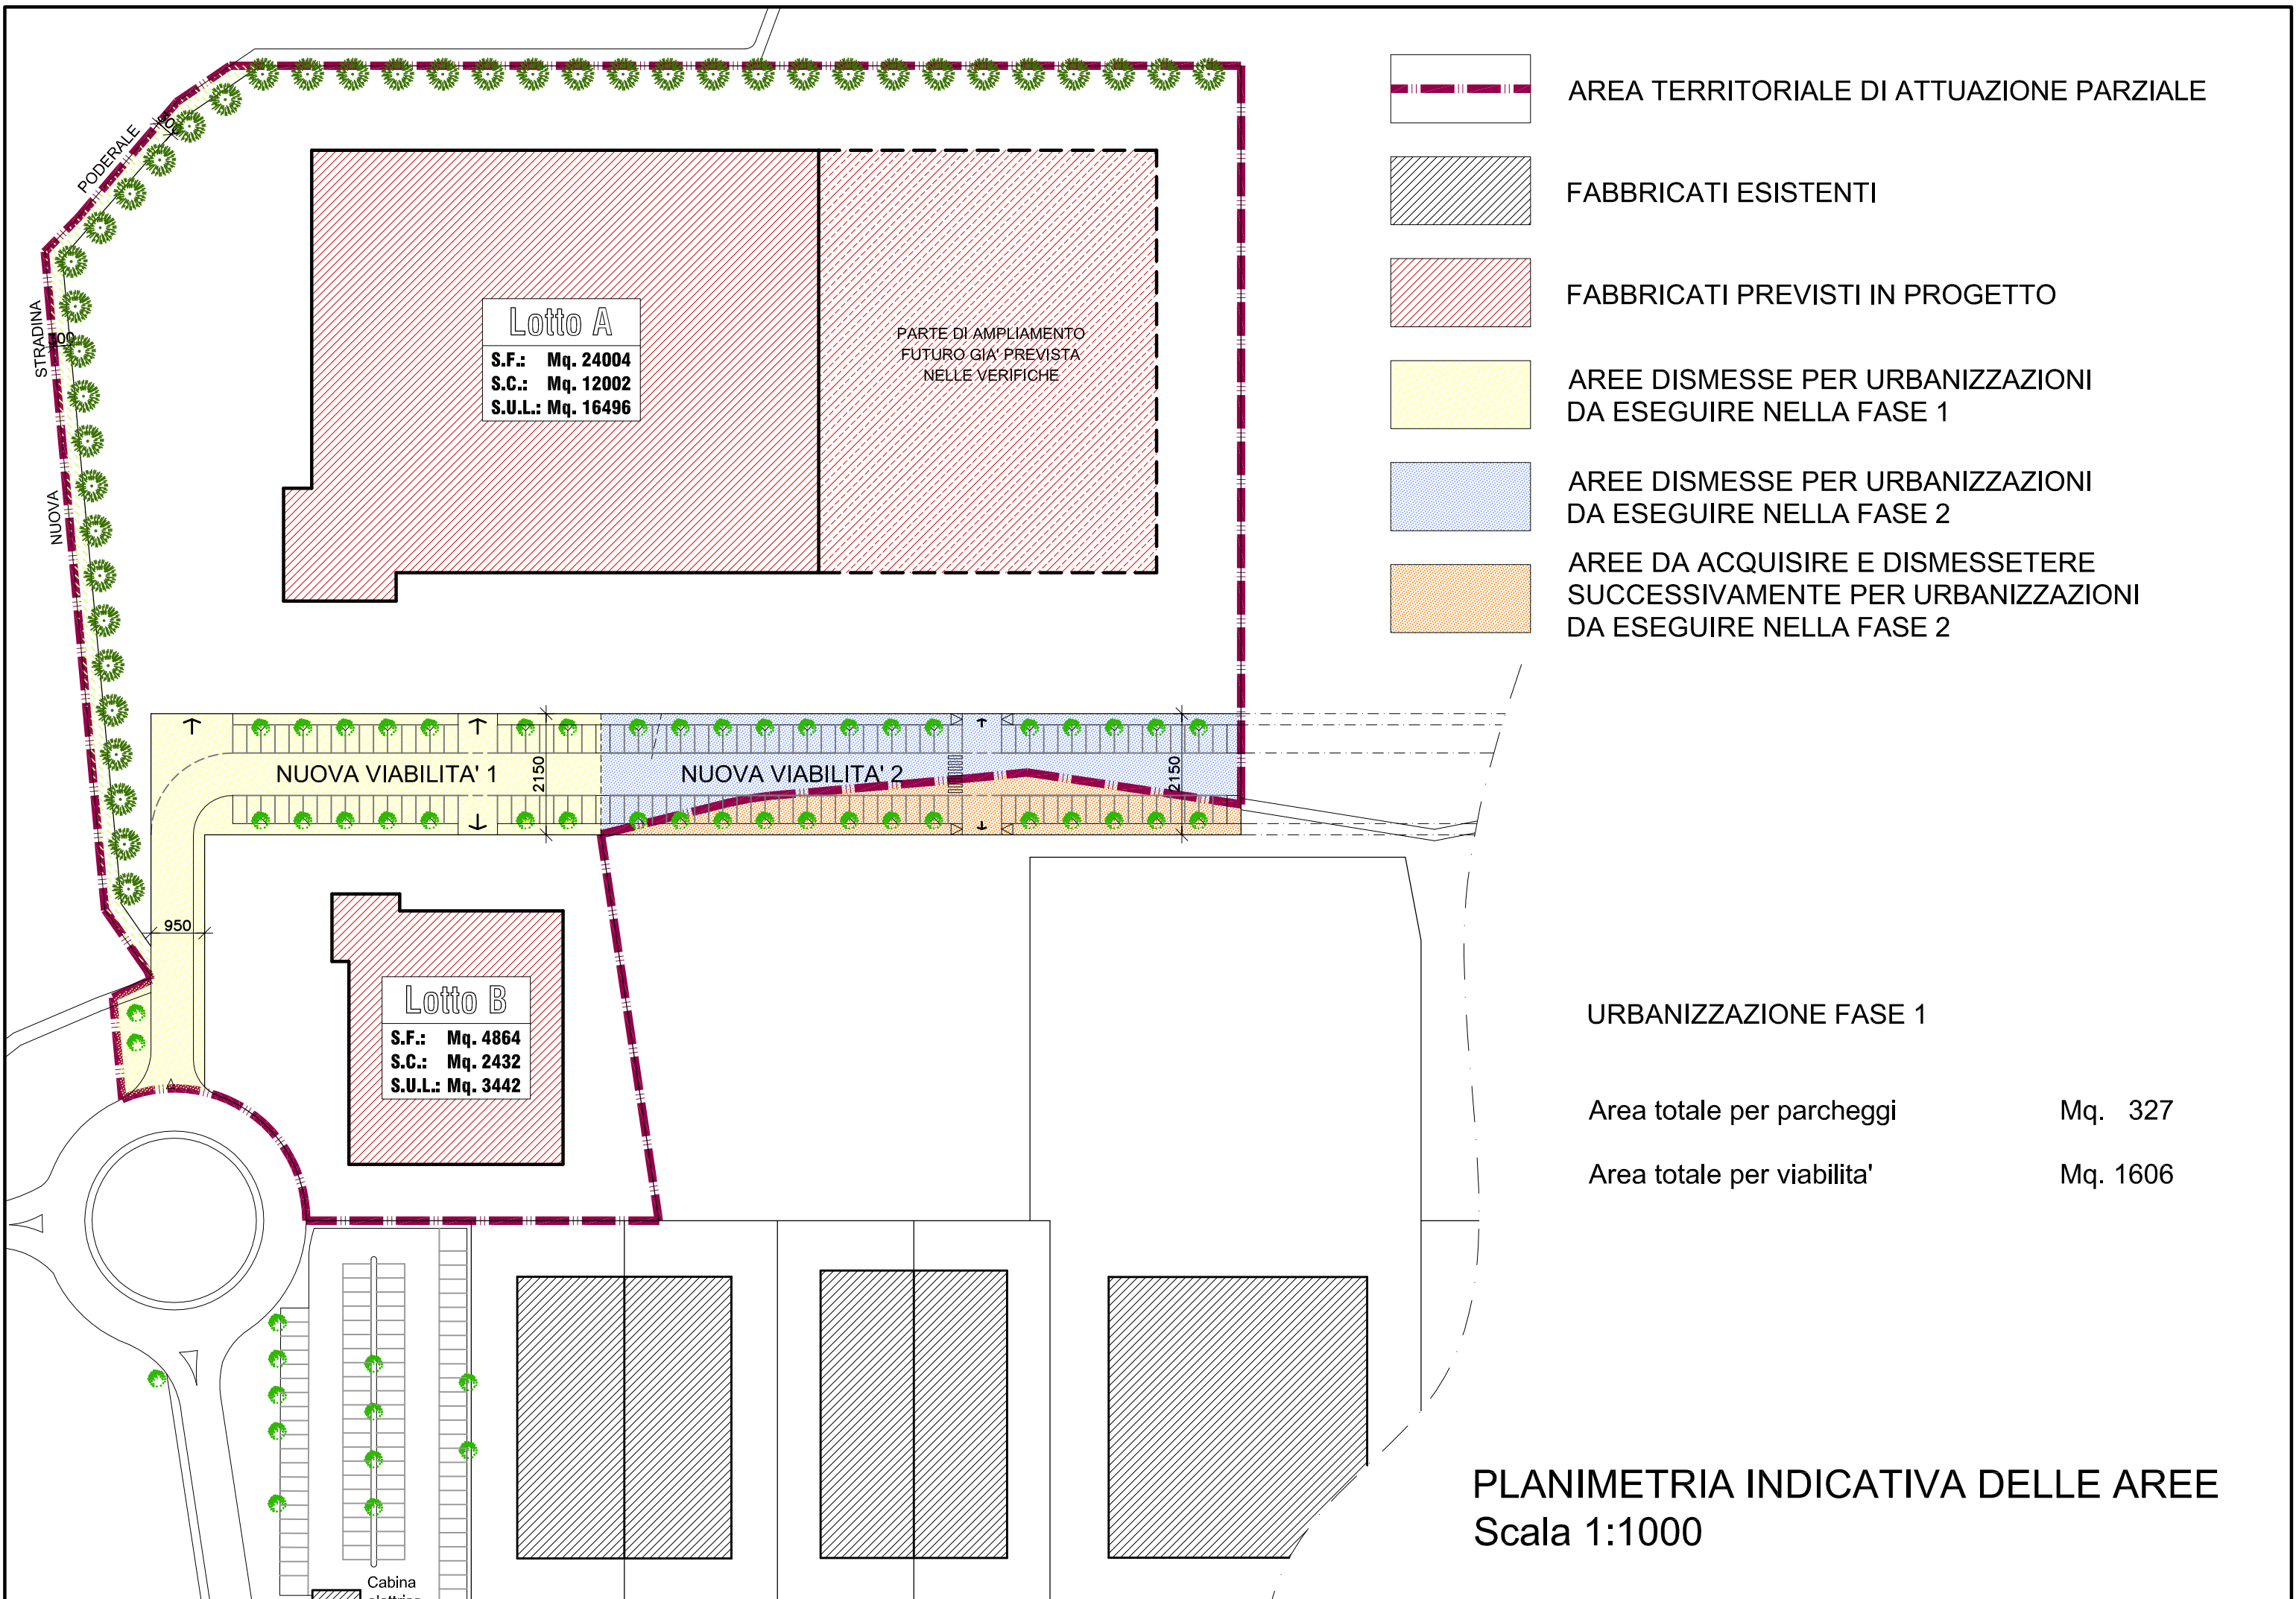 AREA TERRITORIALE DI ATTUAZIONE PARZIALE
FABBRICATI ESISTENTI
FABBRICATI PREVISTI IN PROGETTO
AREE DISMESSE PER URBANIZZAZIONI
DA ESEGUIRE NELLA FASE 1
AREE DISMESSE PER URBANIZZAZIONI
DA ESEGUIRE NELLA FASE 2
AREE DA ACQUISIRE E DISMESSETERE
SUCCESSIVAMENTE PER URBANIZZAZIONI
DA ESEGUIRE NELLA FASE 2
PODERALE
STRADINA
NUOVA
Lotto A
S.F.: Mq. 24004
S.C.: Mq. 12002
S.U.L.: Mq. 16496
PARTE DI AMPLIAMENTO
FUTURO GIA' PREVISTA
NELLE VERIFICHE
NUOVA VIABILITA' 1
2150
NUOVA VIABILITA' 2
2150
950
Lotto B
S.F.: Mq. 4864
S.C.: Mq. 2432
S.U.L.: Mq. 3442
URBANIZZAZIONE FASE 1
Area totale per parcheggi Mq. 327
Area totale per viabilita' Mq. 1606
PLANIMETRIA INDICATIVA DELLE AREE
Scala 1:1000
Cabina